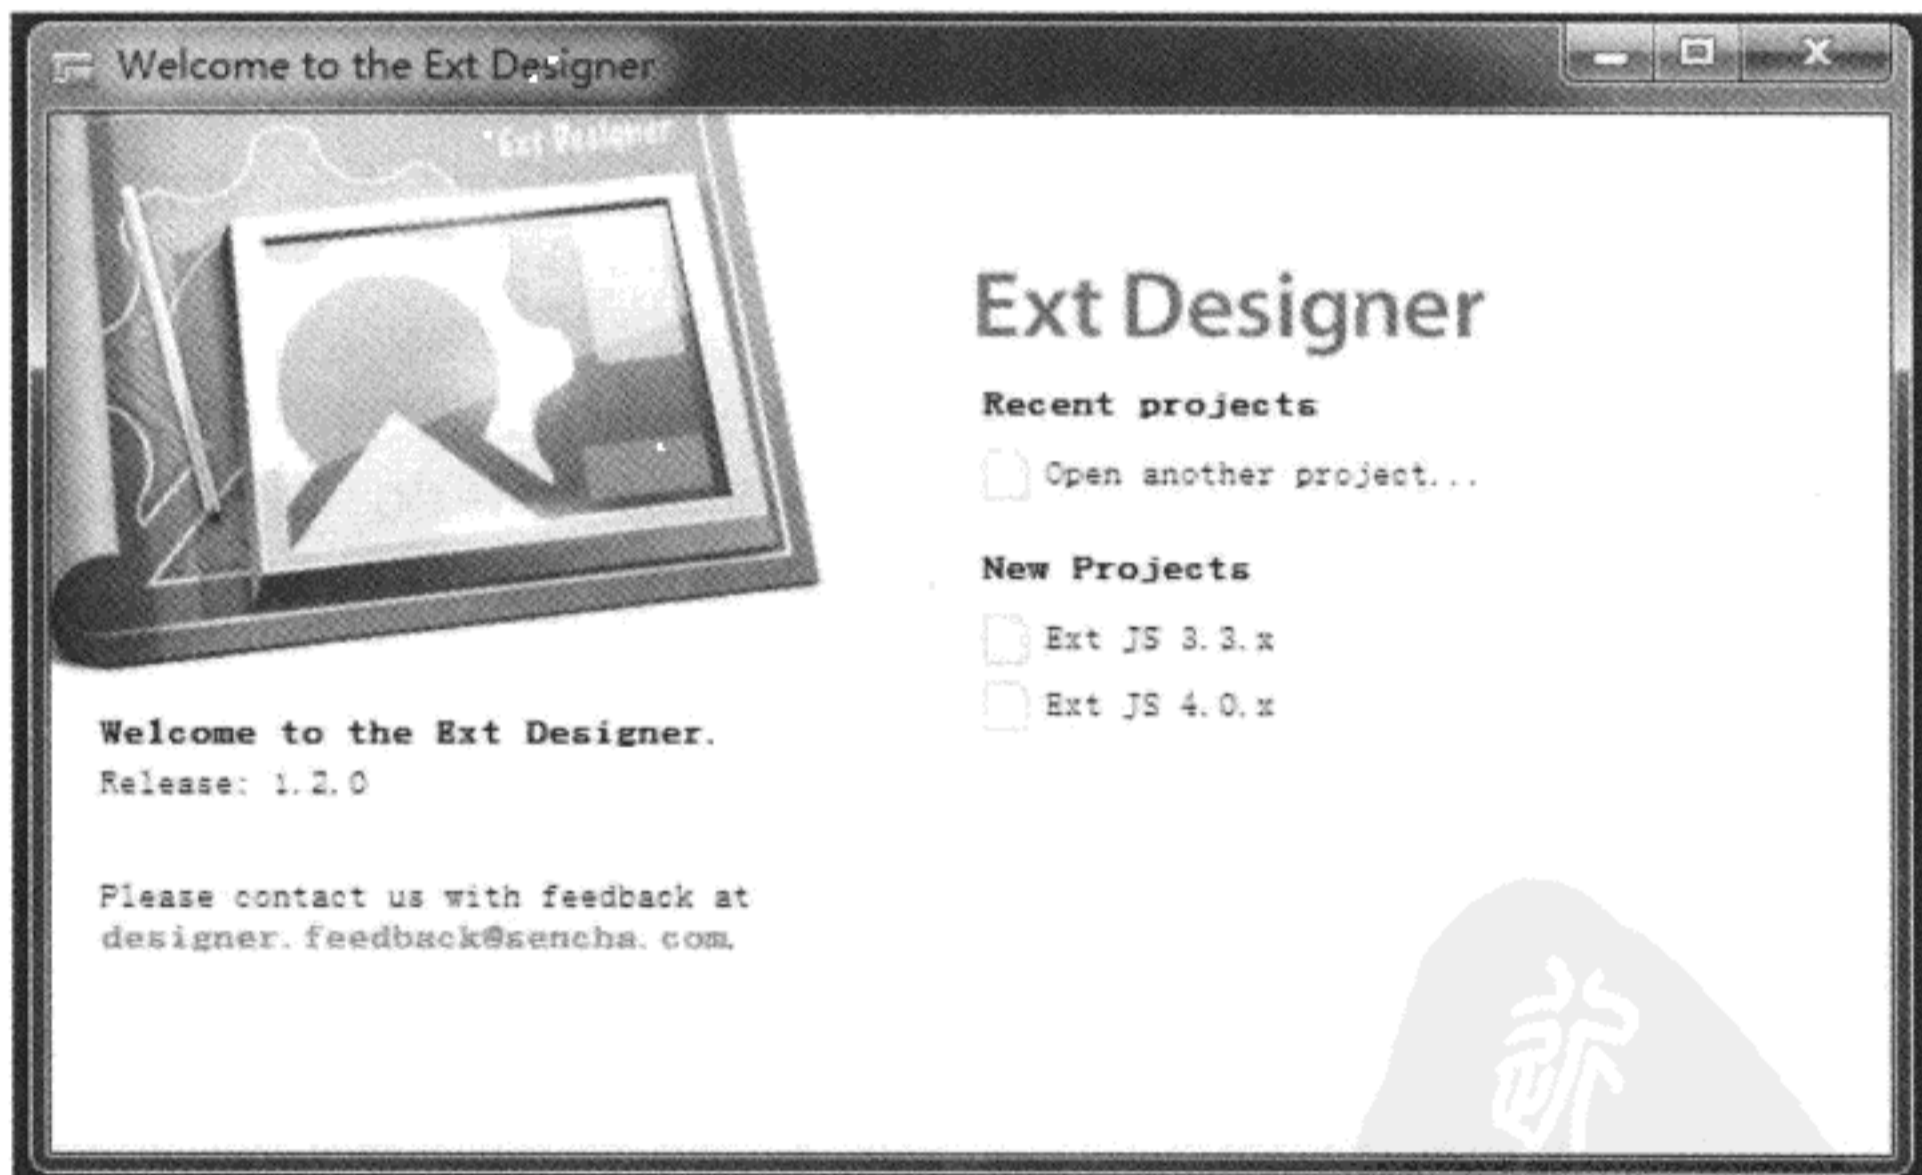 Welcome to the Ext Designer
Ext Designer
Ext Designer
Recent projects
Open another project...
New Projects
Ext JS 3.3.x
Ext JS 4.0.x
Welcome to the Ext Designer.
Release: 1.2.0
Please contact us with feedback at
designer.feedback@sencha.com.